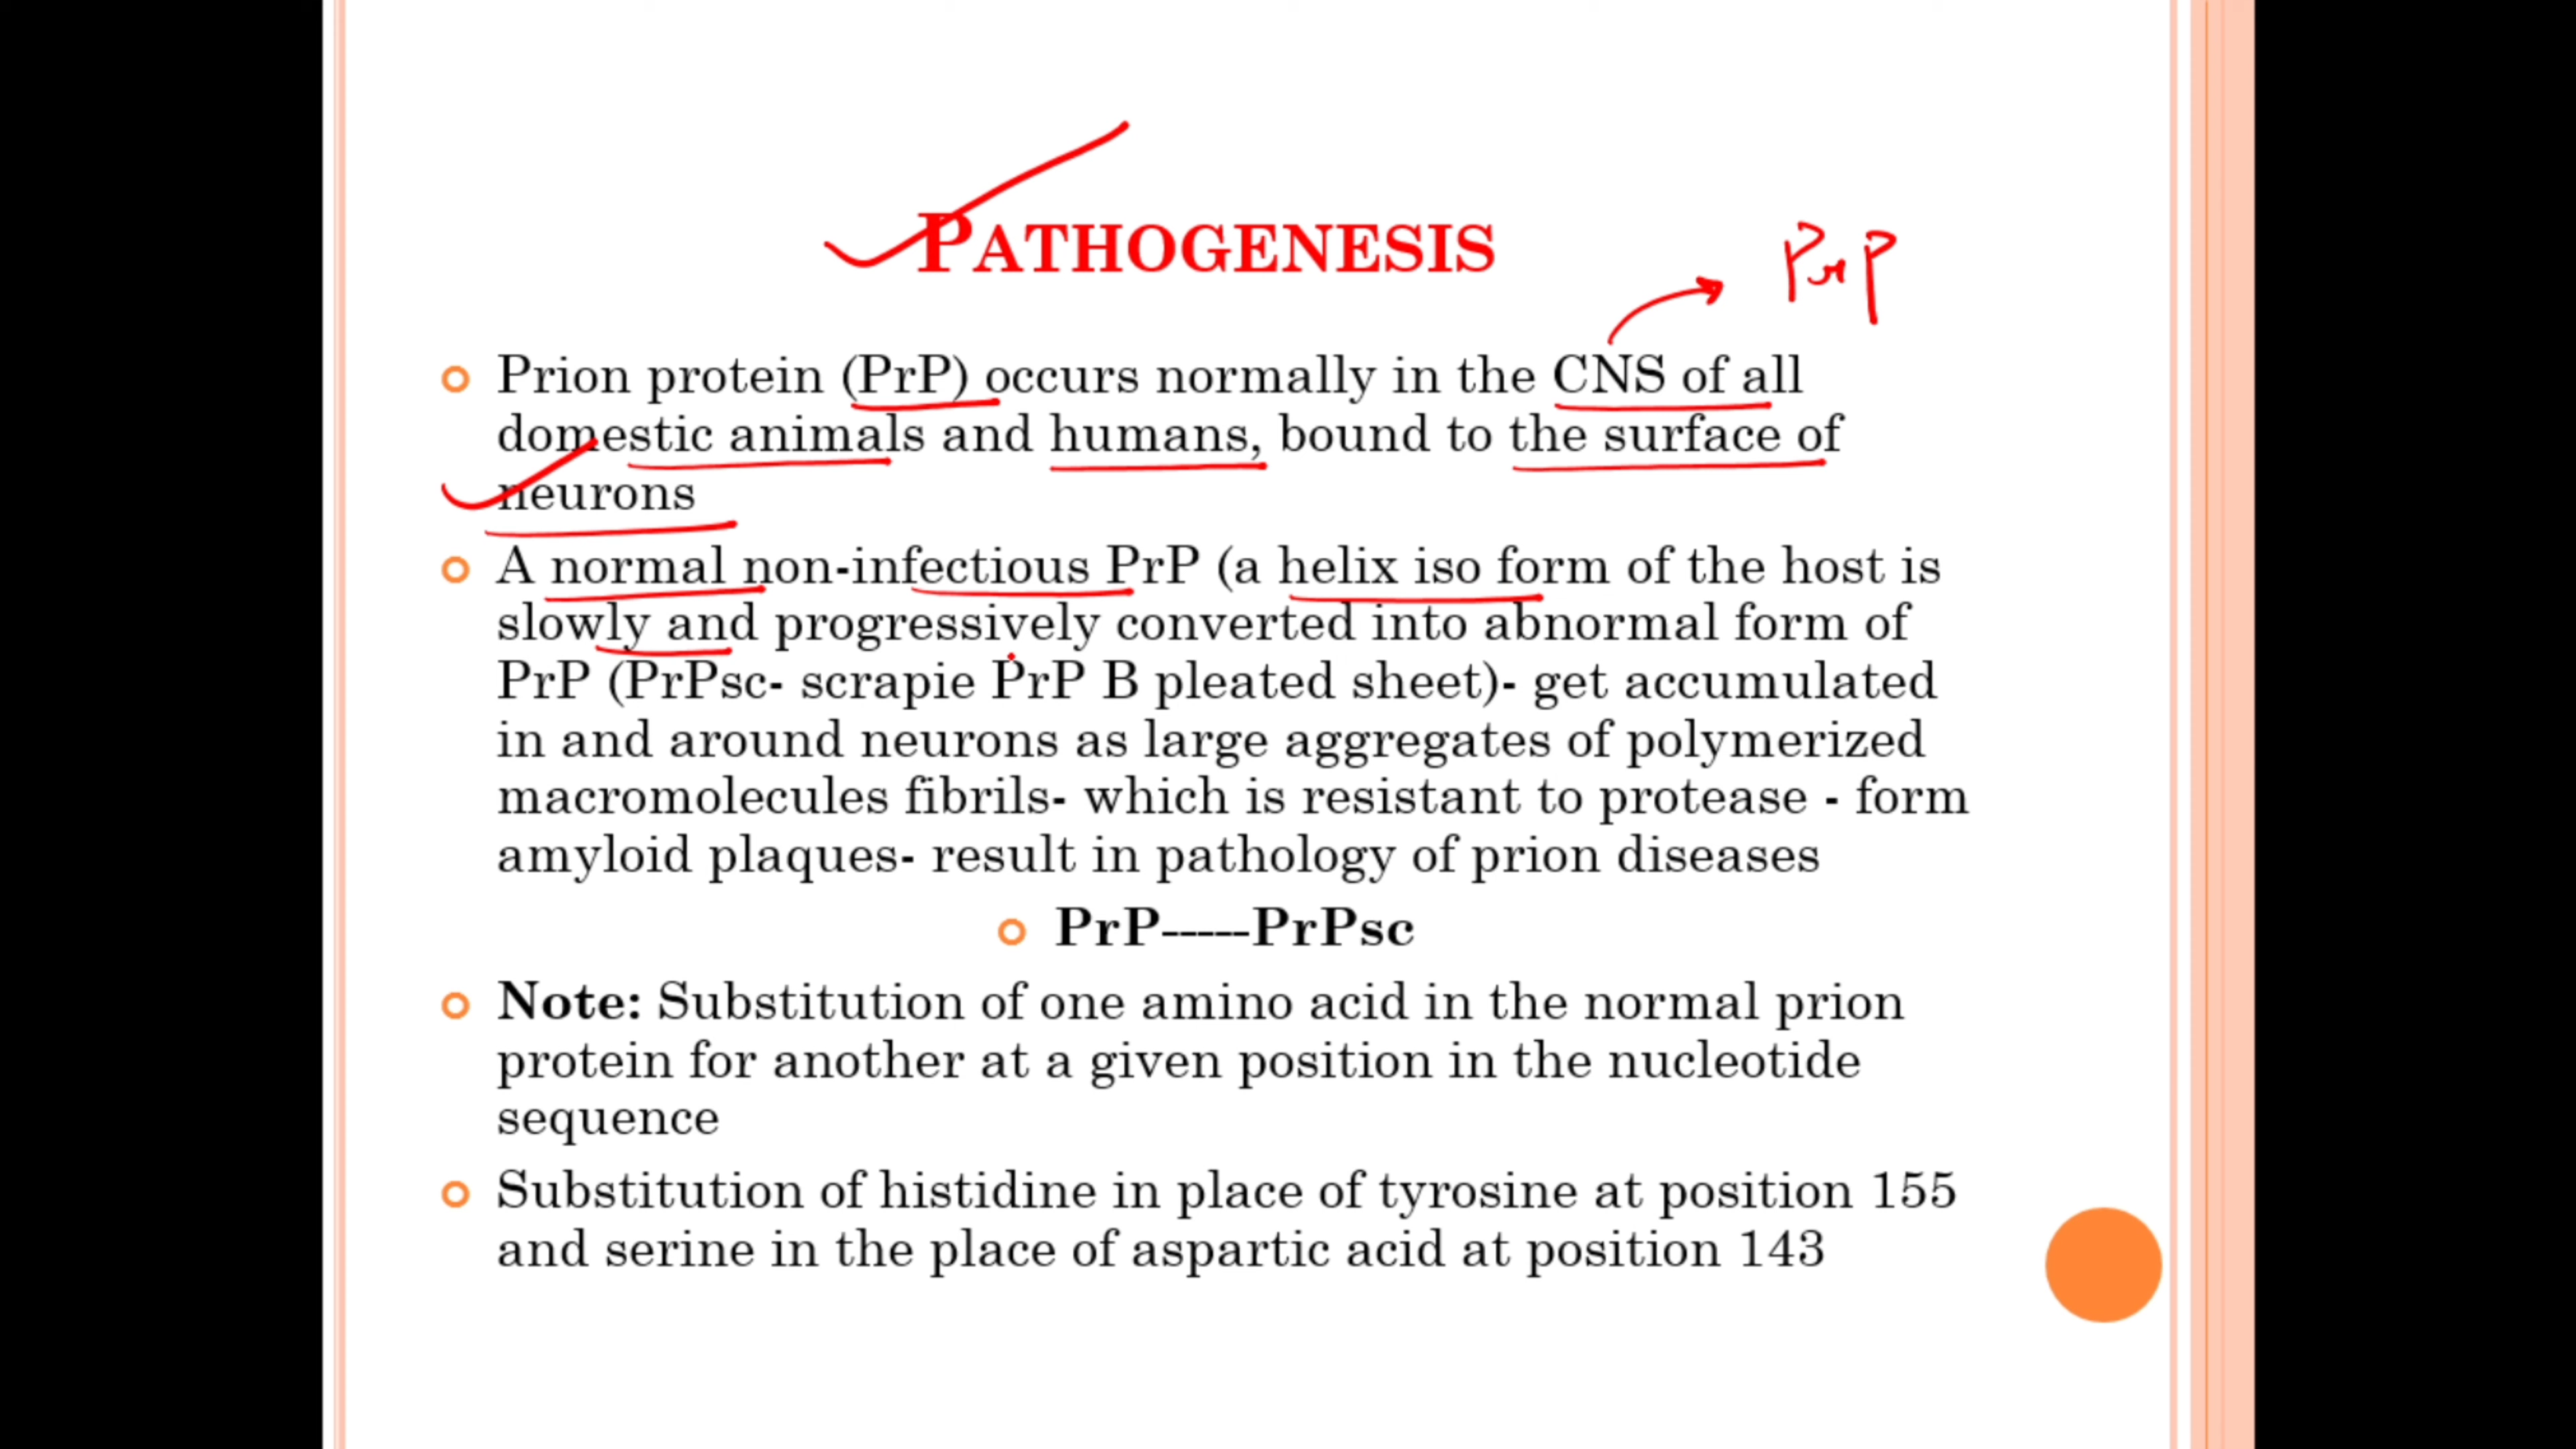 PATHOGENESIS
PrP
Prion protein (PrP) occurs normally in the CNS of all
domestic animals and humans, bound to the surface of
neurons
A normal non-infectious PrP (a helix iso form of the host is
slowly and progressively converted into abnormal form of
PrP (PrPsc- scrapie PrP B pleated sheet)- get accumulated
in and around neurons as large aggregates of polymerized
macromolecules fibrils- which is resistant to protease - form
amyloid plaques- result in pathology of prion diseases
PrP-----PrPsc
Note: Substitution of one amino acid in the normal prion
protein for another at a given position in the nucleotide
sequence
Substitution of histidine in place of tyrosine at position 155
and serine in the place of aspartic acid at position 143